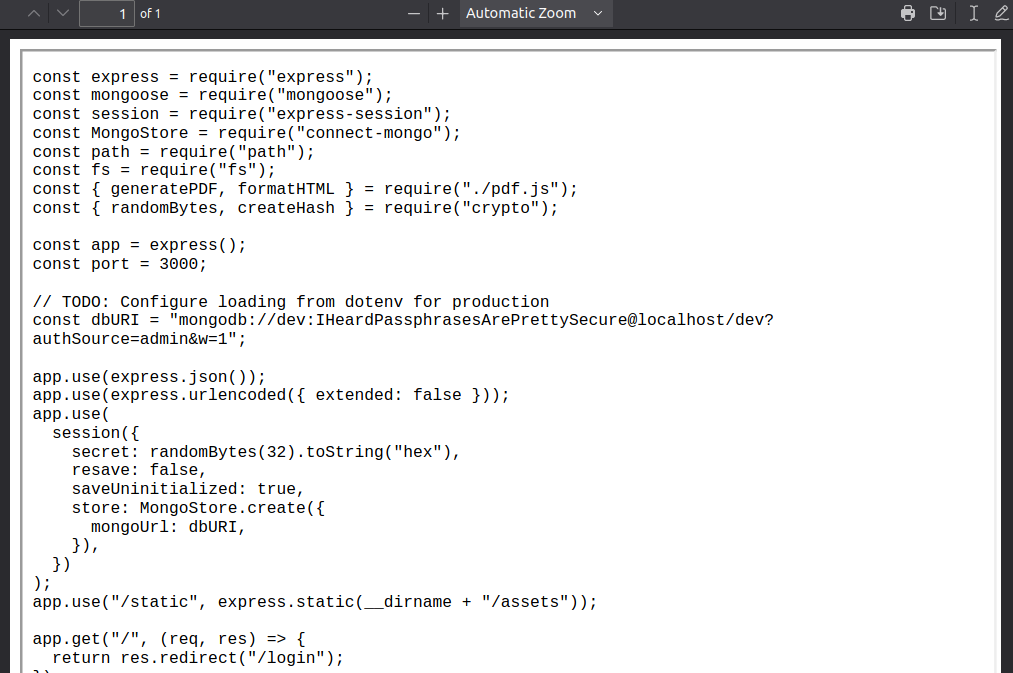 1 of 1 Automatic Zoom
const express = require("express");
const mongoose = require("mongoose");
const session = require("express-session");
const MongoStore = require("connect-mongo");
const path = require("path");
const fs = require("fs");
const { generatePDF, formatHTML } = require("./pdf.js");
const { randomBytes, createHash } = require("crypto");
const app = express();
const port = 3000;
// TODO: Configure loading from dotenv for production
const dbURI = "mongodb://dev:IHeardPassphrasesArePrettySecure@localhost/dev?
authSource=admin&w=1";
app.use(express.json());
app.use(express.urlencoded({ extended: false }));
app.use(
  session({
    secret: randomBytes(32).toString("hex"),
    resave: false,
    saveUninitialized: true,
    store: MongoStore.create({
      mongoUrl: dbURI,
    }),
  })
);
app.use("/static", express.static(__dirname + "/assets"));
app.get("/", (req, res) => {
  return res.redirect("/login");